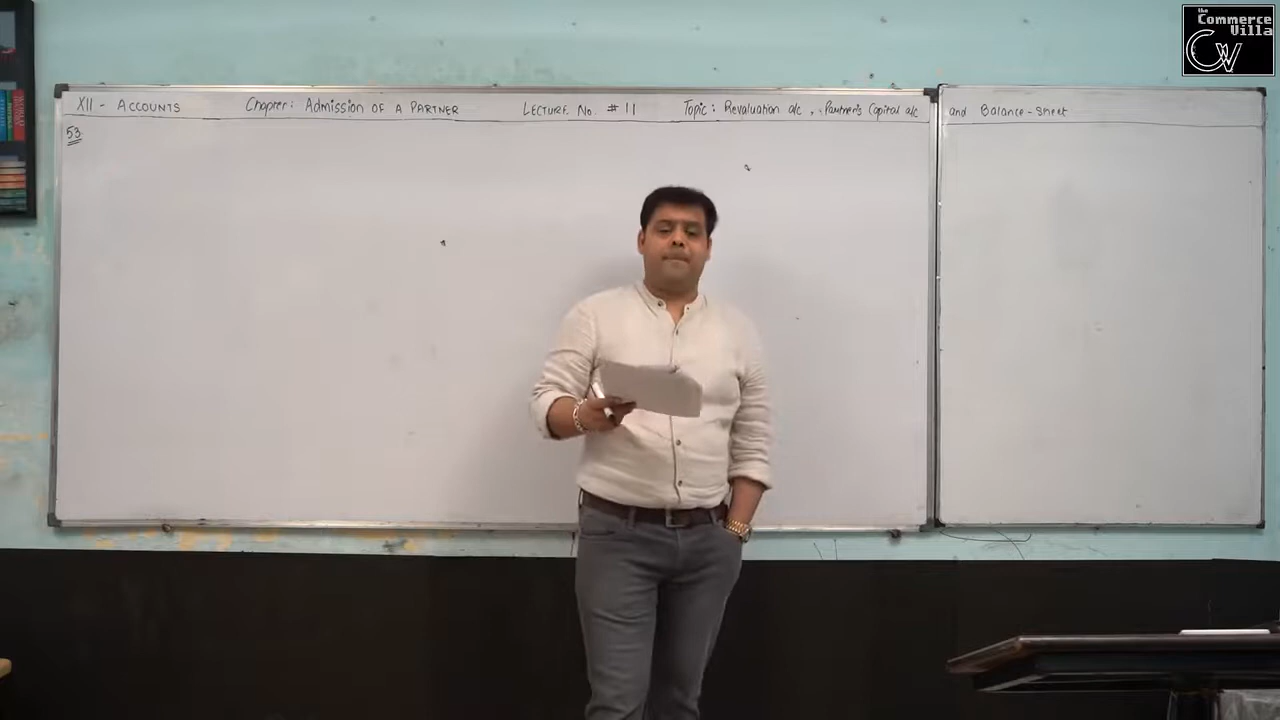 the
Commerce
Villa
CW
XII - ACCOUNTS Chapter: Admission OF A PARTNER LECTURE. No. # 11 Topic: Revaluation a/c, Partner's Capital a/c and Balance-Sheet
53